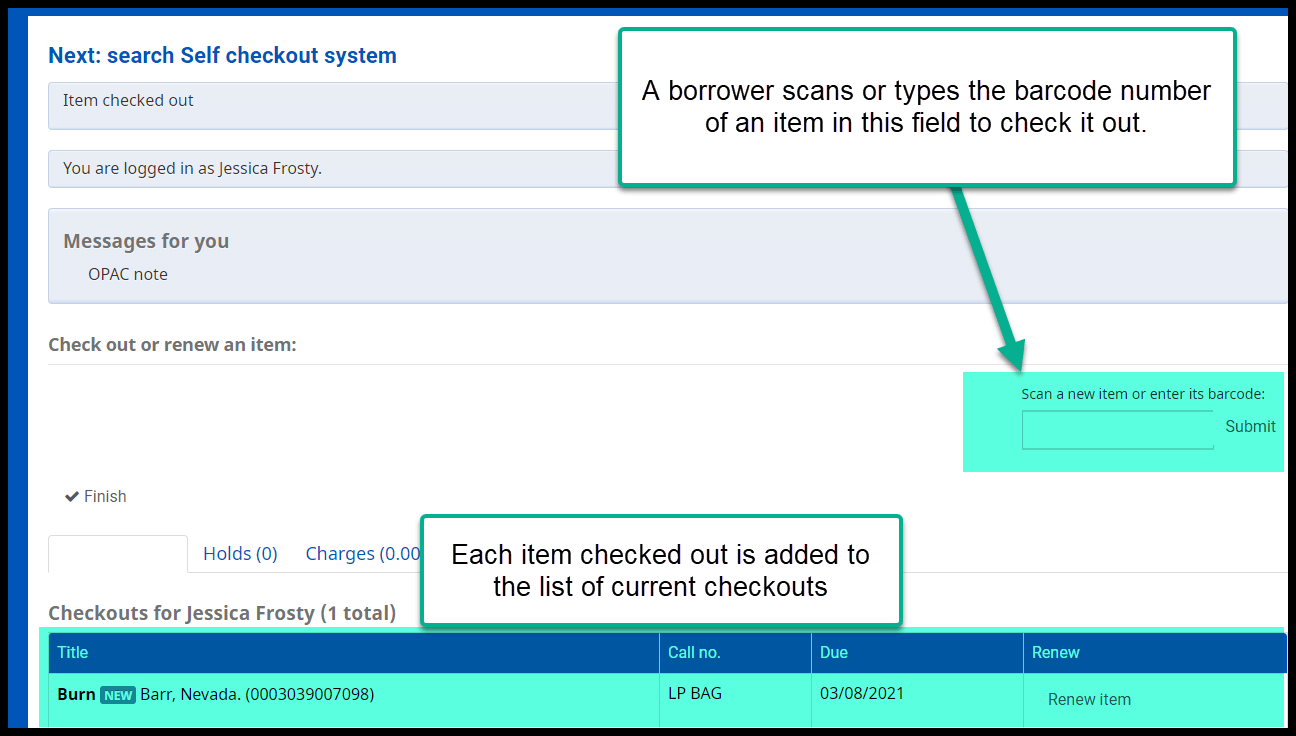 Next: search Self checkout system
Item checked out
A borrower scans or types the barcode number
of an item in this field to check it out.
You are logged in as Jessica Frosty.
Messages for you
OPAC note
Check out or renew an item:
Scan a new item or enter its barcode:
Submit
Finish
Holds (0)
Charges (0.00
Each item checked out is added to
the list of current checkouts
Checkouts for Jessica Frosty (1 total)
Title Call no. Due Renew
Burn NEW Barr, Nevada. (0003039007098) LP BAG 03/08/2021 Renew item